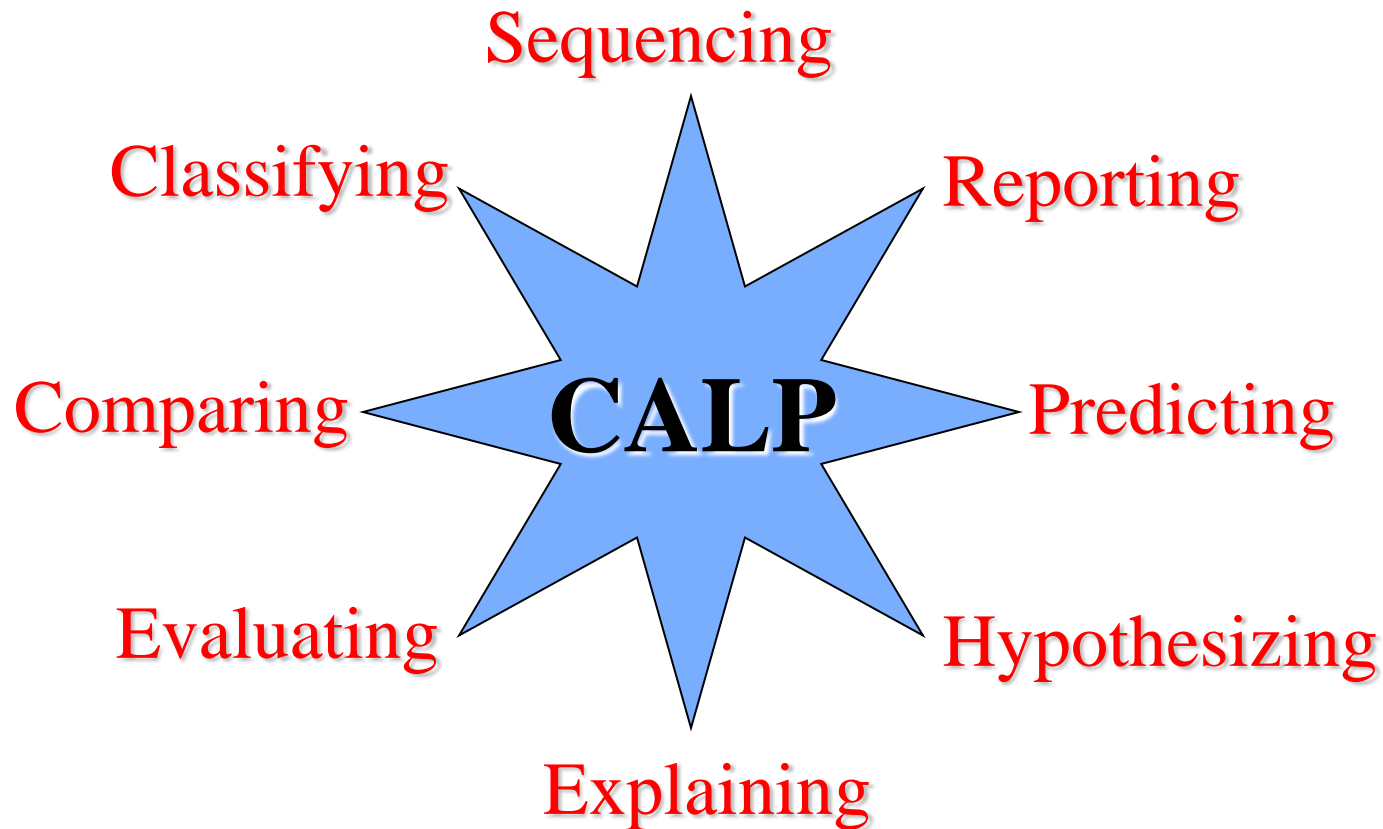 Sequencing
Classifying
Reporting
Comparing
CALP
Predicting
Evaluating
Hypothesizing
Explaining